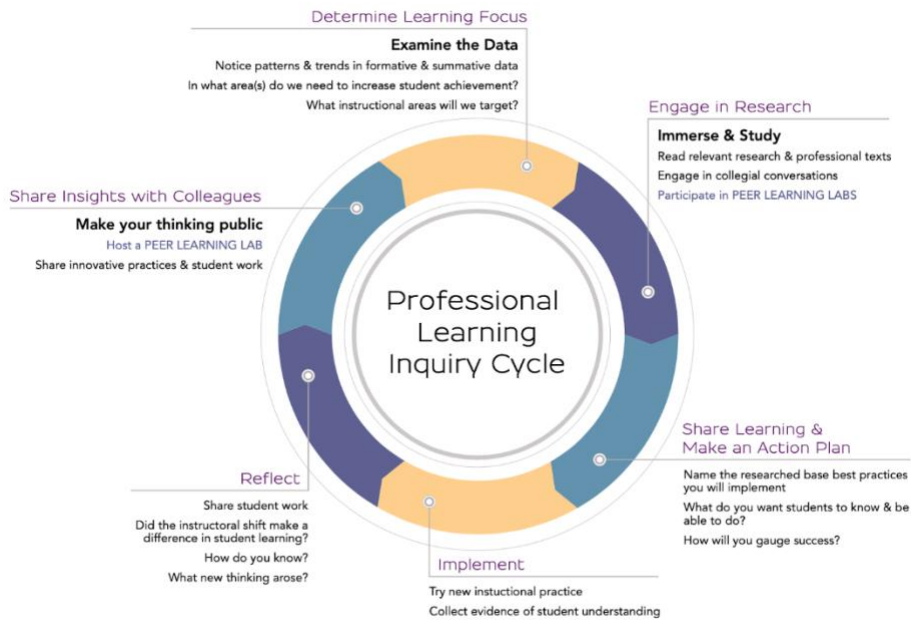 Determine Learning Focus
Examine the Data
Notice patterns & trends in formative & summative data
In what area(s) do we need to increase student achievement?
What instructional areas will we target?
Engage in Research
Immerse & Study
Read relevant research & professional texts
Engage in collegial conversations
Participate in PEER LEARNING LABS
Share Learning &
Make an Action Plan
Name the researched base best practices
you will implement
What do you want students to know & be
able to do?
How will you gauge success?
Implement
Try new instuctional practice
Collect evidence of student understanding
Reflect
Share student work
Did the instructoral shift make a
difference in student learning?
How do you know?
What new thinking arose?
Share Insights with Colleagues
Make your thinking public
Host a PEER LEARNING LAB
Share innovative practices & student work
Professional
Learning
Inquiry Cycle